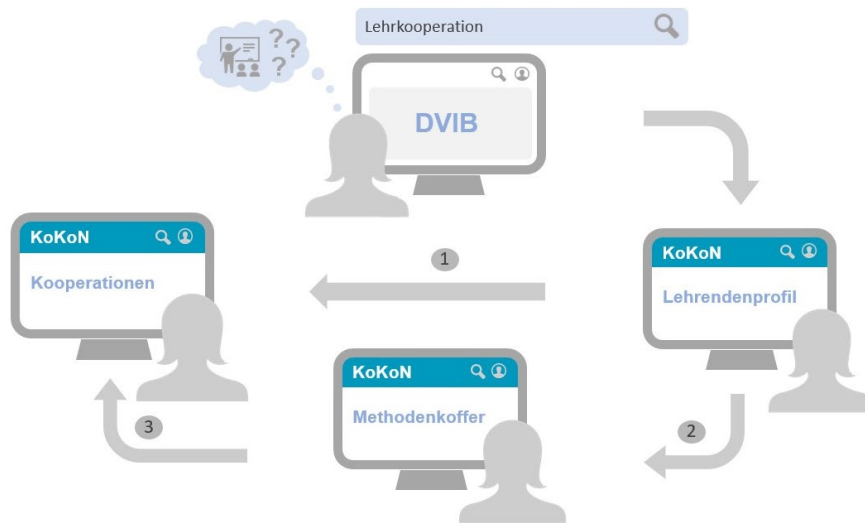 Lehrkooperation
???
DVIB
1
KoKoN
Kooperationen
KoKoN
Lehrendenprofil
KoKoN
Methodenkoffer
2
3